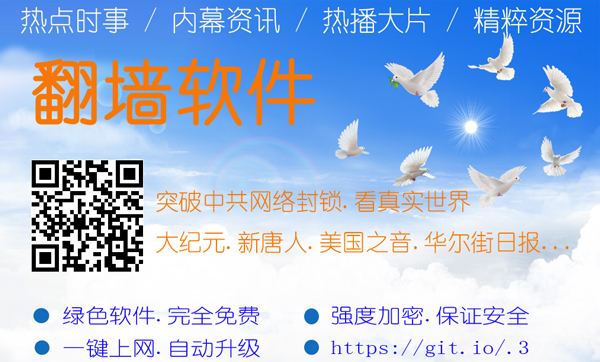 热点时事 / 内幕资讯 / 热播大片 / 精粹资源
翻墙软件
突破中共网络封锁.看真实世界
大纪元.新唐人.美国之音.华尔街日报...
● 绿色软件.完全免费
● 强度加密.保证安全
● 一键上网.自动升级
● https://git.io/.3